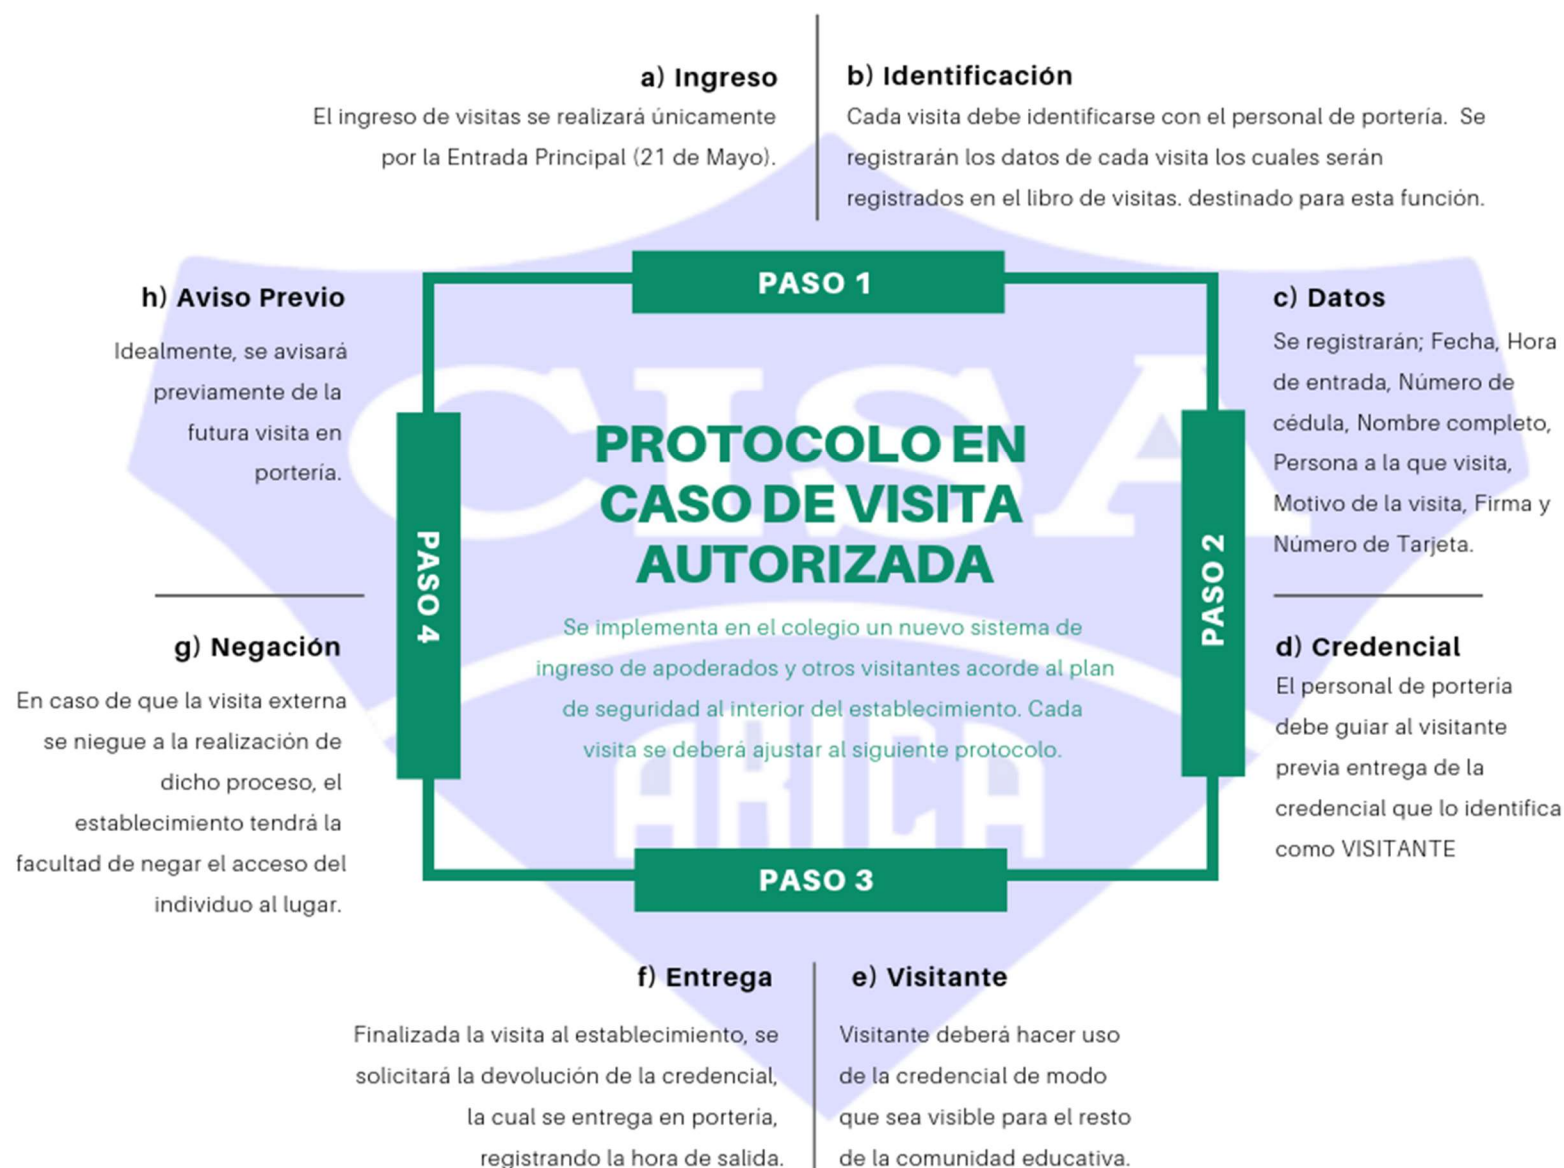 a) Ingreso
El ingreso de visitas se realizará únicamente
por la Entrada Principal (21 de Mayo).
b) Identificación
Cada visita debe identificarse con el personal de portería.  Se
registrarán los datos de cada visita los cuales serán
registrados en el libro de visitas. destinado para esta función.
PASO 1
c) Datos
Se registrarán; Fecha, Hora
de entrada, Número de
cédula, Nombre completo,
Persona a la que visita,
Motivo de la visita, Firma y
Número de Tarjeta.
PASO 2
d) Credencial
El personal de portería
debe guiar al visitante
previa entrega de la
credencial que lo identifica
como VISITANTE
CISA
PROTOCOLO EN
CASO DE VISITA
AUTORIZADA
Se implementa en el colegio un nuevo sistema de
ingreso de apoderados y otros visitantes acorde al plan
de seguridad al interior del establecimiento. Cada
visita se deberá ajustar al siguiente protocolo.
ARICA
PASO 3
e) Visitante
Visitante deberá hacer uso
de la credencial de modo
que sea visible para el resto
de la comunidad educativa.
f) Entrega
Finalizada la visita al establecimiento, se
solicitará la devolución de la credencial,
la cual se entrega en portería,
registrando la hora de salida.
PASO 4
g) Negación
En caso de que la visita externa
se niegue a la realización de
dicho proceso, el
establecimiento tendrá la
facultad de negar el acceso del
individuo al lugar.
h) Aviso Previo
Idealmente, se avisará
previamente de la
futura visita en
portería.